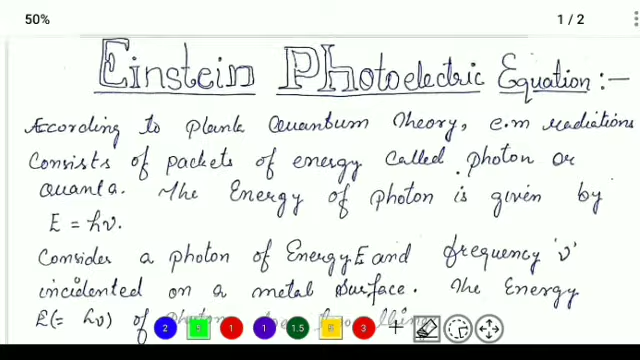 50%
1 / 2
Einstein Photoelectric Equation :-
According to Plank Quantum Theory, e.m radiations
Consists of packets of energy called photon or
Quanta. The Energy of photon is given by
E = hν.
Consider a photon of Energy E and frequency 'ν'
incidented on a metal surface. The Energy
E(= hν) of photon
2 5 1 1 1.5 8 3